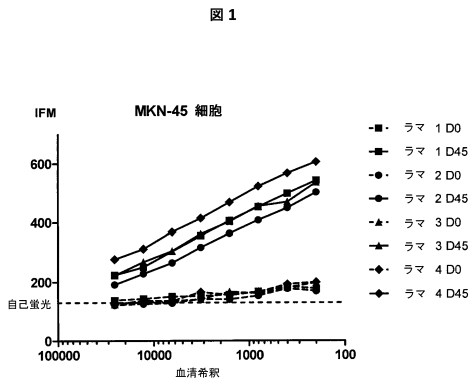 図 1
IFM
MKN-45 細胞
600
400
200
自己蛍光
0
100000
10000
1000
100
血清希釈
ラマ 1 D0
ラマ 1 D45
ラマ 2 D0
ラマ 2 D45
ラマ 3 D0
ラマ 3 D45
ラマ 4 D0
ラマ 4 D45